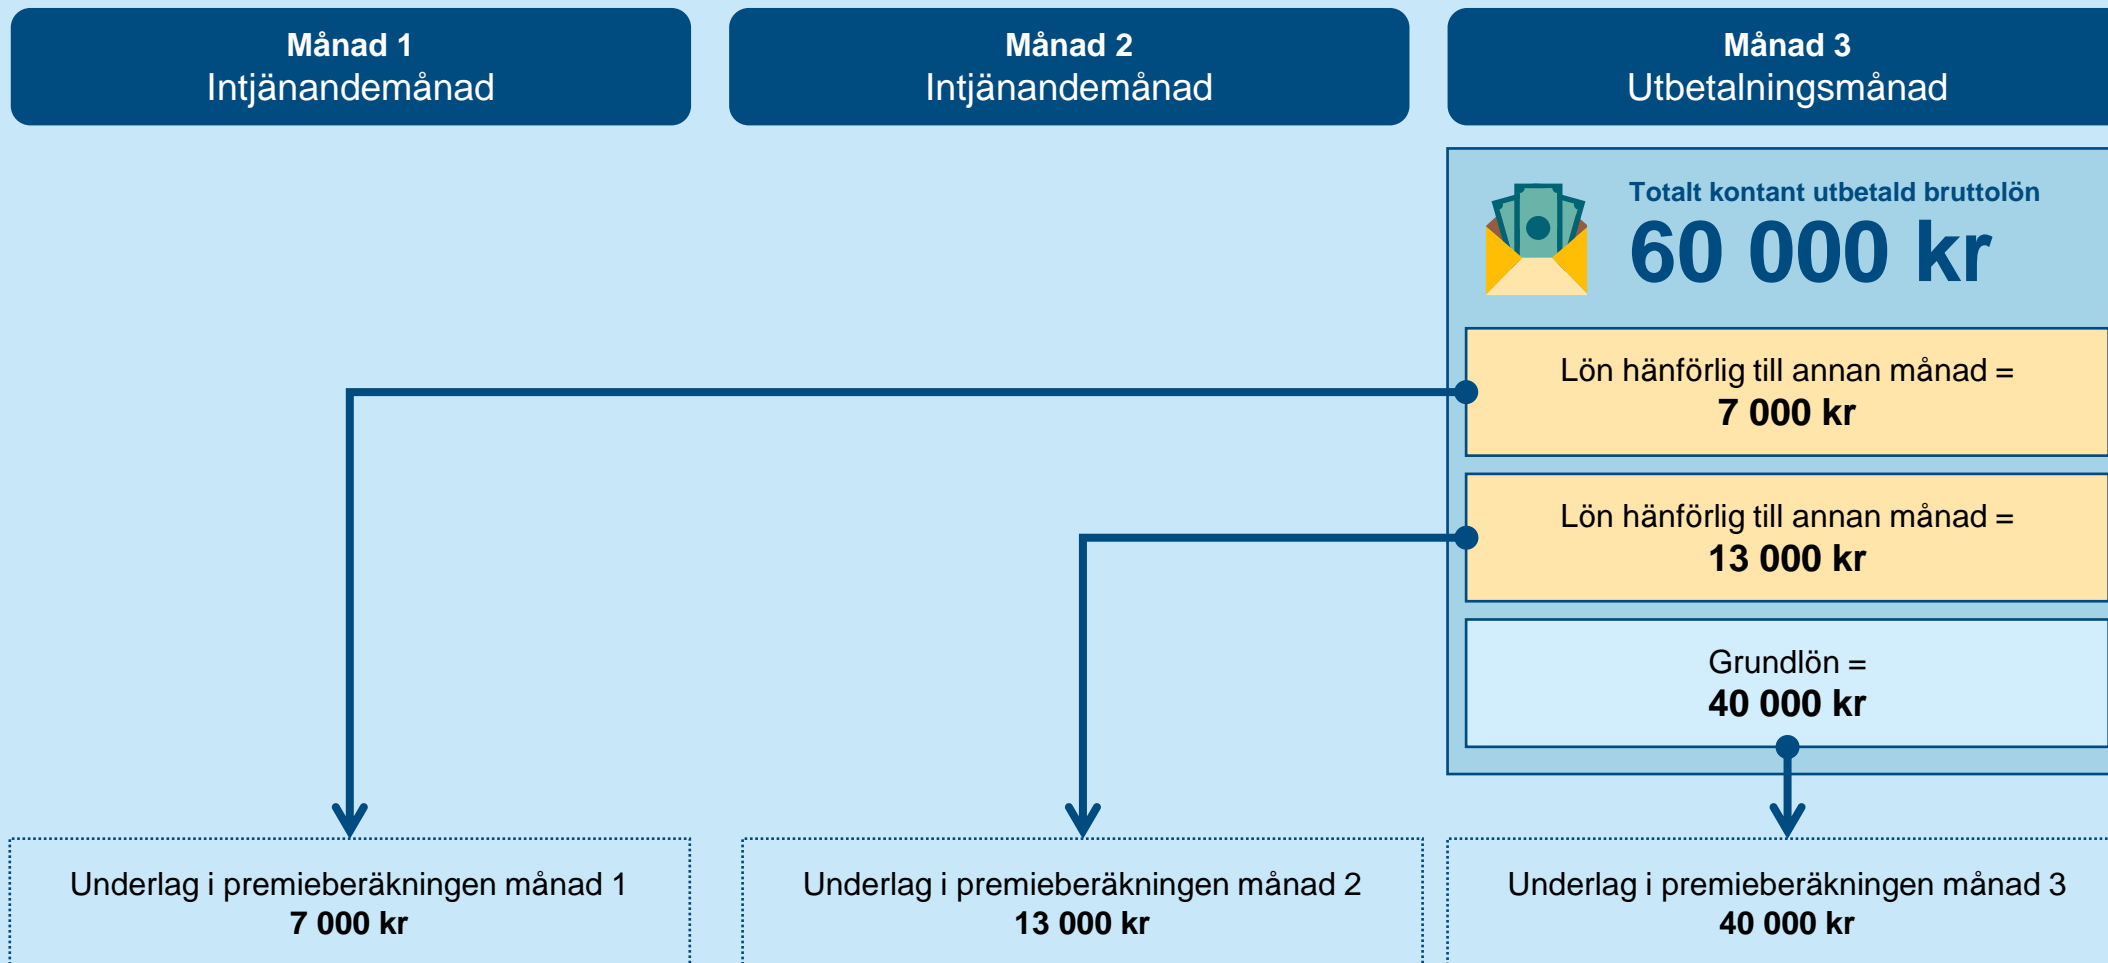 Månad 1
Intjänandemånad
Månad 2
Intjänandemånad
Månad 3
Utbetalningsmånad
Totalt kontant utbetald bruttolön
60 000 kr
Lön hänförlig till annan månad =
7 000 kr
Lön hänförlig till annan månad =
13 000 kr
Grundlön =
40 000 kr
Underlag i premieberäkningen månad 1
7 000 kr
Underlag i premieberäkningen månad 2
13 000 kr
Underlag i premieberäkningen månad 3
40 000 kr